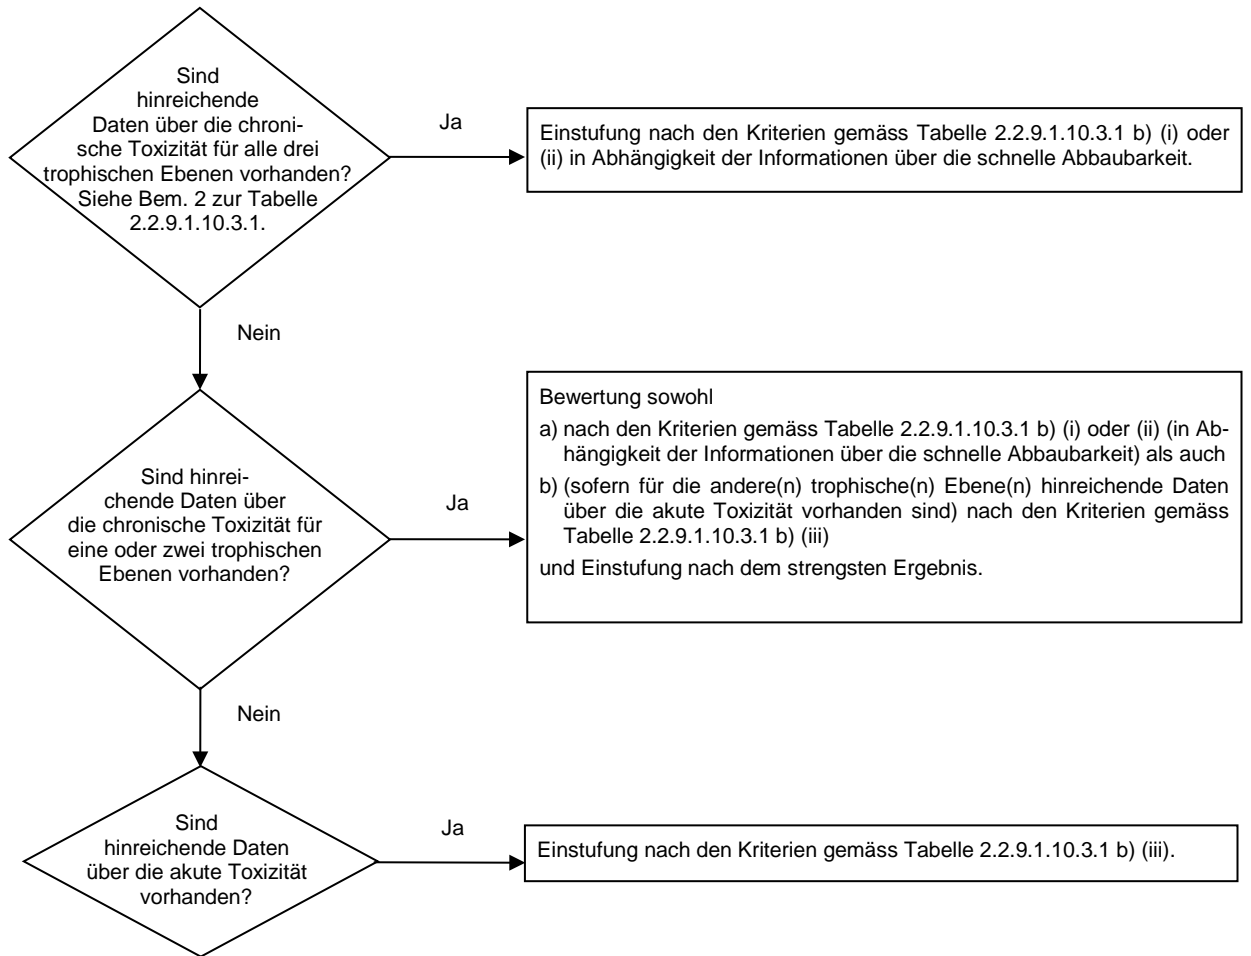 Sind
hinreichende
Daten über die chroni-
sche Toxizität für alle drei
trophischen Ebenen vorhanden?
Siehe Bem. 2 zur Tabelle
2.2.9.1.10.3.1.
Ja
Einstufung nach den Kriterien gemäss Tabelle 2.2.9.1.10.3.1 b) (i) oder
(ii) in Abhängigkeit der Informationen über die schnelle Abbaubarkeit.
Nein
Sind hinrei-
chende Daten über
die chronische Toxizität für
eine oder zwei trophischen
Ebenen vorhanden?
Ja
Bewertung sowohl
a) nach den Kriterien gemäss Tabelle 2.2.9.1.10.3.1 b) (i) oder (ii) (in Ab-
hängigkeit der Informationen über die schnelle Abbaubarkeit) als auch
b) (sofern für die andere(n) trophische(n) Ebene(n) hinreichende Daten
über die akute Toxizität vorhanden sind) nach den Kriterien gemäss
Tabelle 2.2.9.1.10.3.1 b) (iii)
und Einstufung nach dem strengsten Ergebnis.
Nein
Sind
hinreichende Daten
über die akute Toxizität
vorhanden?
Ja
Einstufung nach den Kriterien gemäss Tabelle 2.2.9.1.10.3.1 b) (iii).